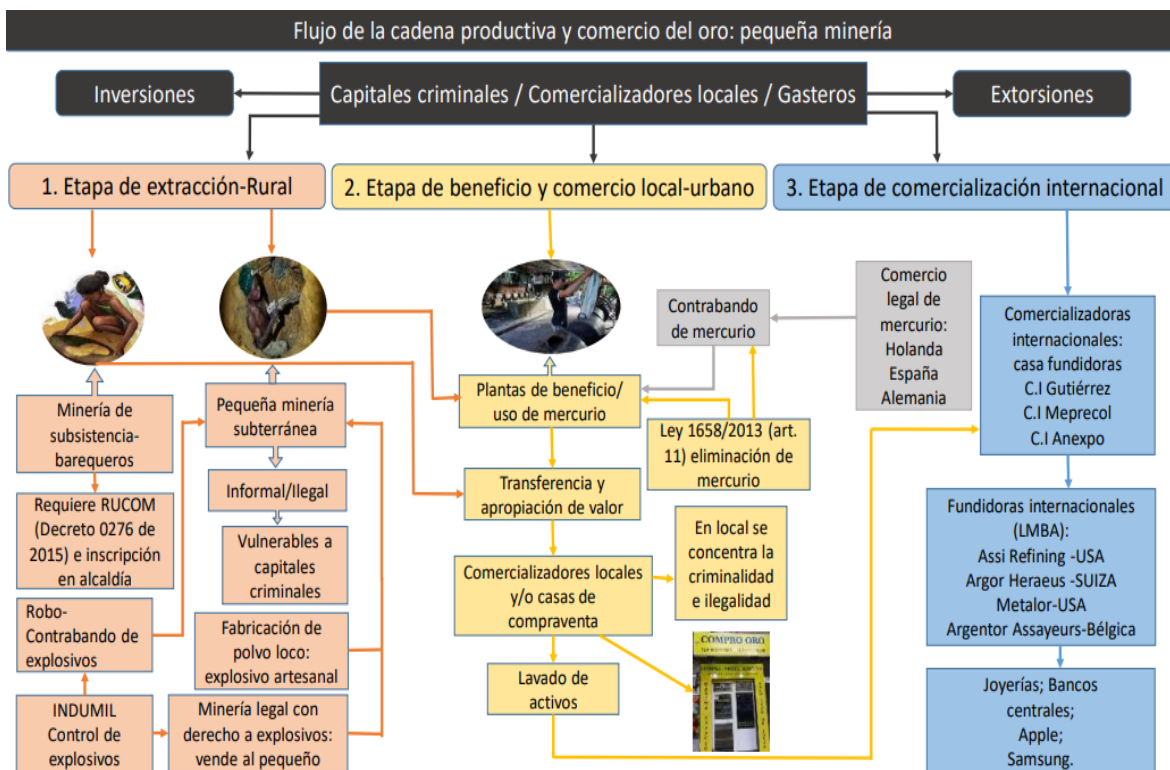 Flujo de la cadena productiva y comercio del oro: pequeña minería
Inversiones
Capitales criminales / Comercializadores locales / Gasteros
Extorsiones
1. Etapa de extracción-Rural
2. Etapa de beneficio y comercio local-urbano
3. Etapa de comercialización internacional
Minería de
subsistencia-
barequeros
Requiere RUCOM
(Decreto 0276 de
2015) e inscripción
en alcaldía
Robo-
Contrabando de
explosivos
INDUMIL
Control de
explosivos
Pequeña minería
subterránea
Informal/Ilegal
Vulnerables a
capitales
criminales
Fabricación de
polvo loco:
explosivo artesanal
Minería legal con
derecho a explosivos:
vende al pequeño
Contrabando
de mercurio
Comercio
legal de
mercurio:
Holanda
España
Alemania
Plantas de beneficio/
uso de mercurio
Ley 1658/2013 (art.
11) eliminación de
mercurio
Transferencia y
apropiación de valor
Comercializadores locales
y/o casas de
compraventa
En local se
concentra la
criminalidad
e ilegalidad
Lavado de
activos
COMPRO ORO
Comercializadoras
internacionales:
casa fundidoras
C.I Gutiérrez
C.I Meprecol
C.I Anexpo
Fundidoras internacionales
(LMBA):
Assi Refining -USA
Argor Heraeus -SUIZA
Metalor-USA
Argentor Assayeurs-Bélgica
Joyerías; Bancos
centrales;
Apple;
Samsung.